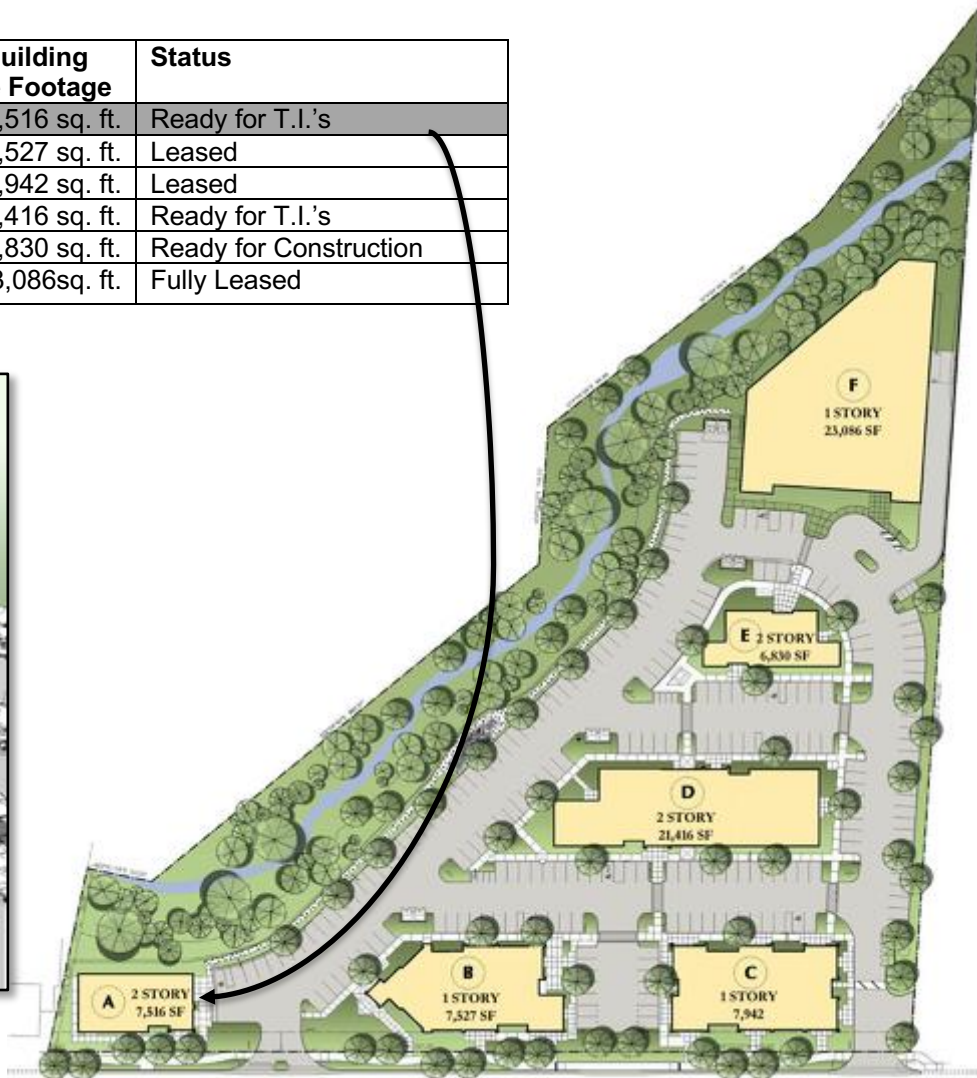 uilding Status
Footage
,516 sq. ft. Ready for T.I.'s
,527 sq. ft. Leased
,942 sq. ft. Leased
,416 sq. ft. Ready for T.I.'s
,830 sq. ft. Ready for Construction
3,086sq. ft. Fully Leased
F
1 STORY
23,086 SF
E 2 STORY
6,830 SF
D
2 STORY
21,416 SF
A 2 STORY
7,516 SF
B
1 STORY
7,527 SF
C
1 STORY
7,942